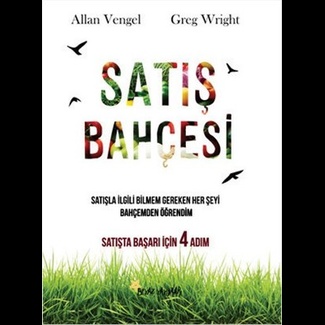 Allan Vengel Greg Wright
SATIŞ
BAHÇESİ
SATIŞLA İLGİLİ BİLMEM GEREKEN HER ŞEYİ
BAHÇEMDEN ÖĞRENDİM
SATIŞTA BAŞARI İÇİN 4 ADIM